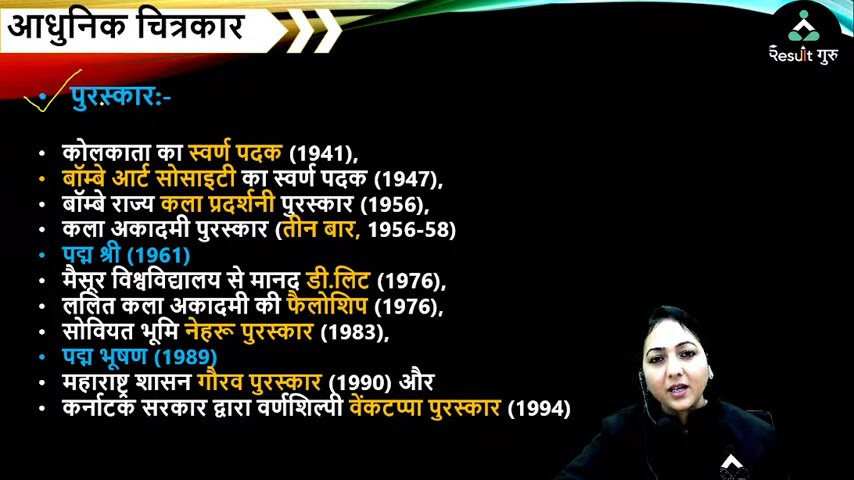 आधुनिक चित्रकार
Result गुरु
• पुरस्कार:-
• कोलकाता का स्वर्ण पदक (1941),
• बॉम्बे आर्ट सोसाइटी का स्वर्ण पदक (1947),
• बॉम्बे राज्य कला प्रदर्शनी पुरस्कार (1956),
• कला अकादमी पुरस्कार (तीन बार, 1956-58)
• पद्म श्री (1961)
• मैसूर विश्वविद्यालय से मानद डी.लिट (1976),
• ललित कला अकादमी की फैलोशिप (1976),
• सोवियत भूमि नेहरू पुरस्कार (1983),
• पद्म भूषण (1989)
• महाराष्ट्र शासन गौरव पुरस्कार (1990) और
• कर्नाटक सरकार द्वारा वर्णशिल्पी वेंकटप्पा पुरस्कार (1994)